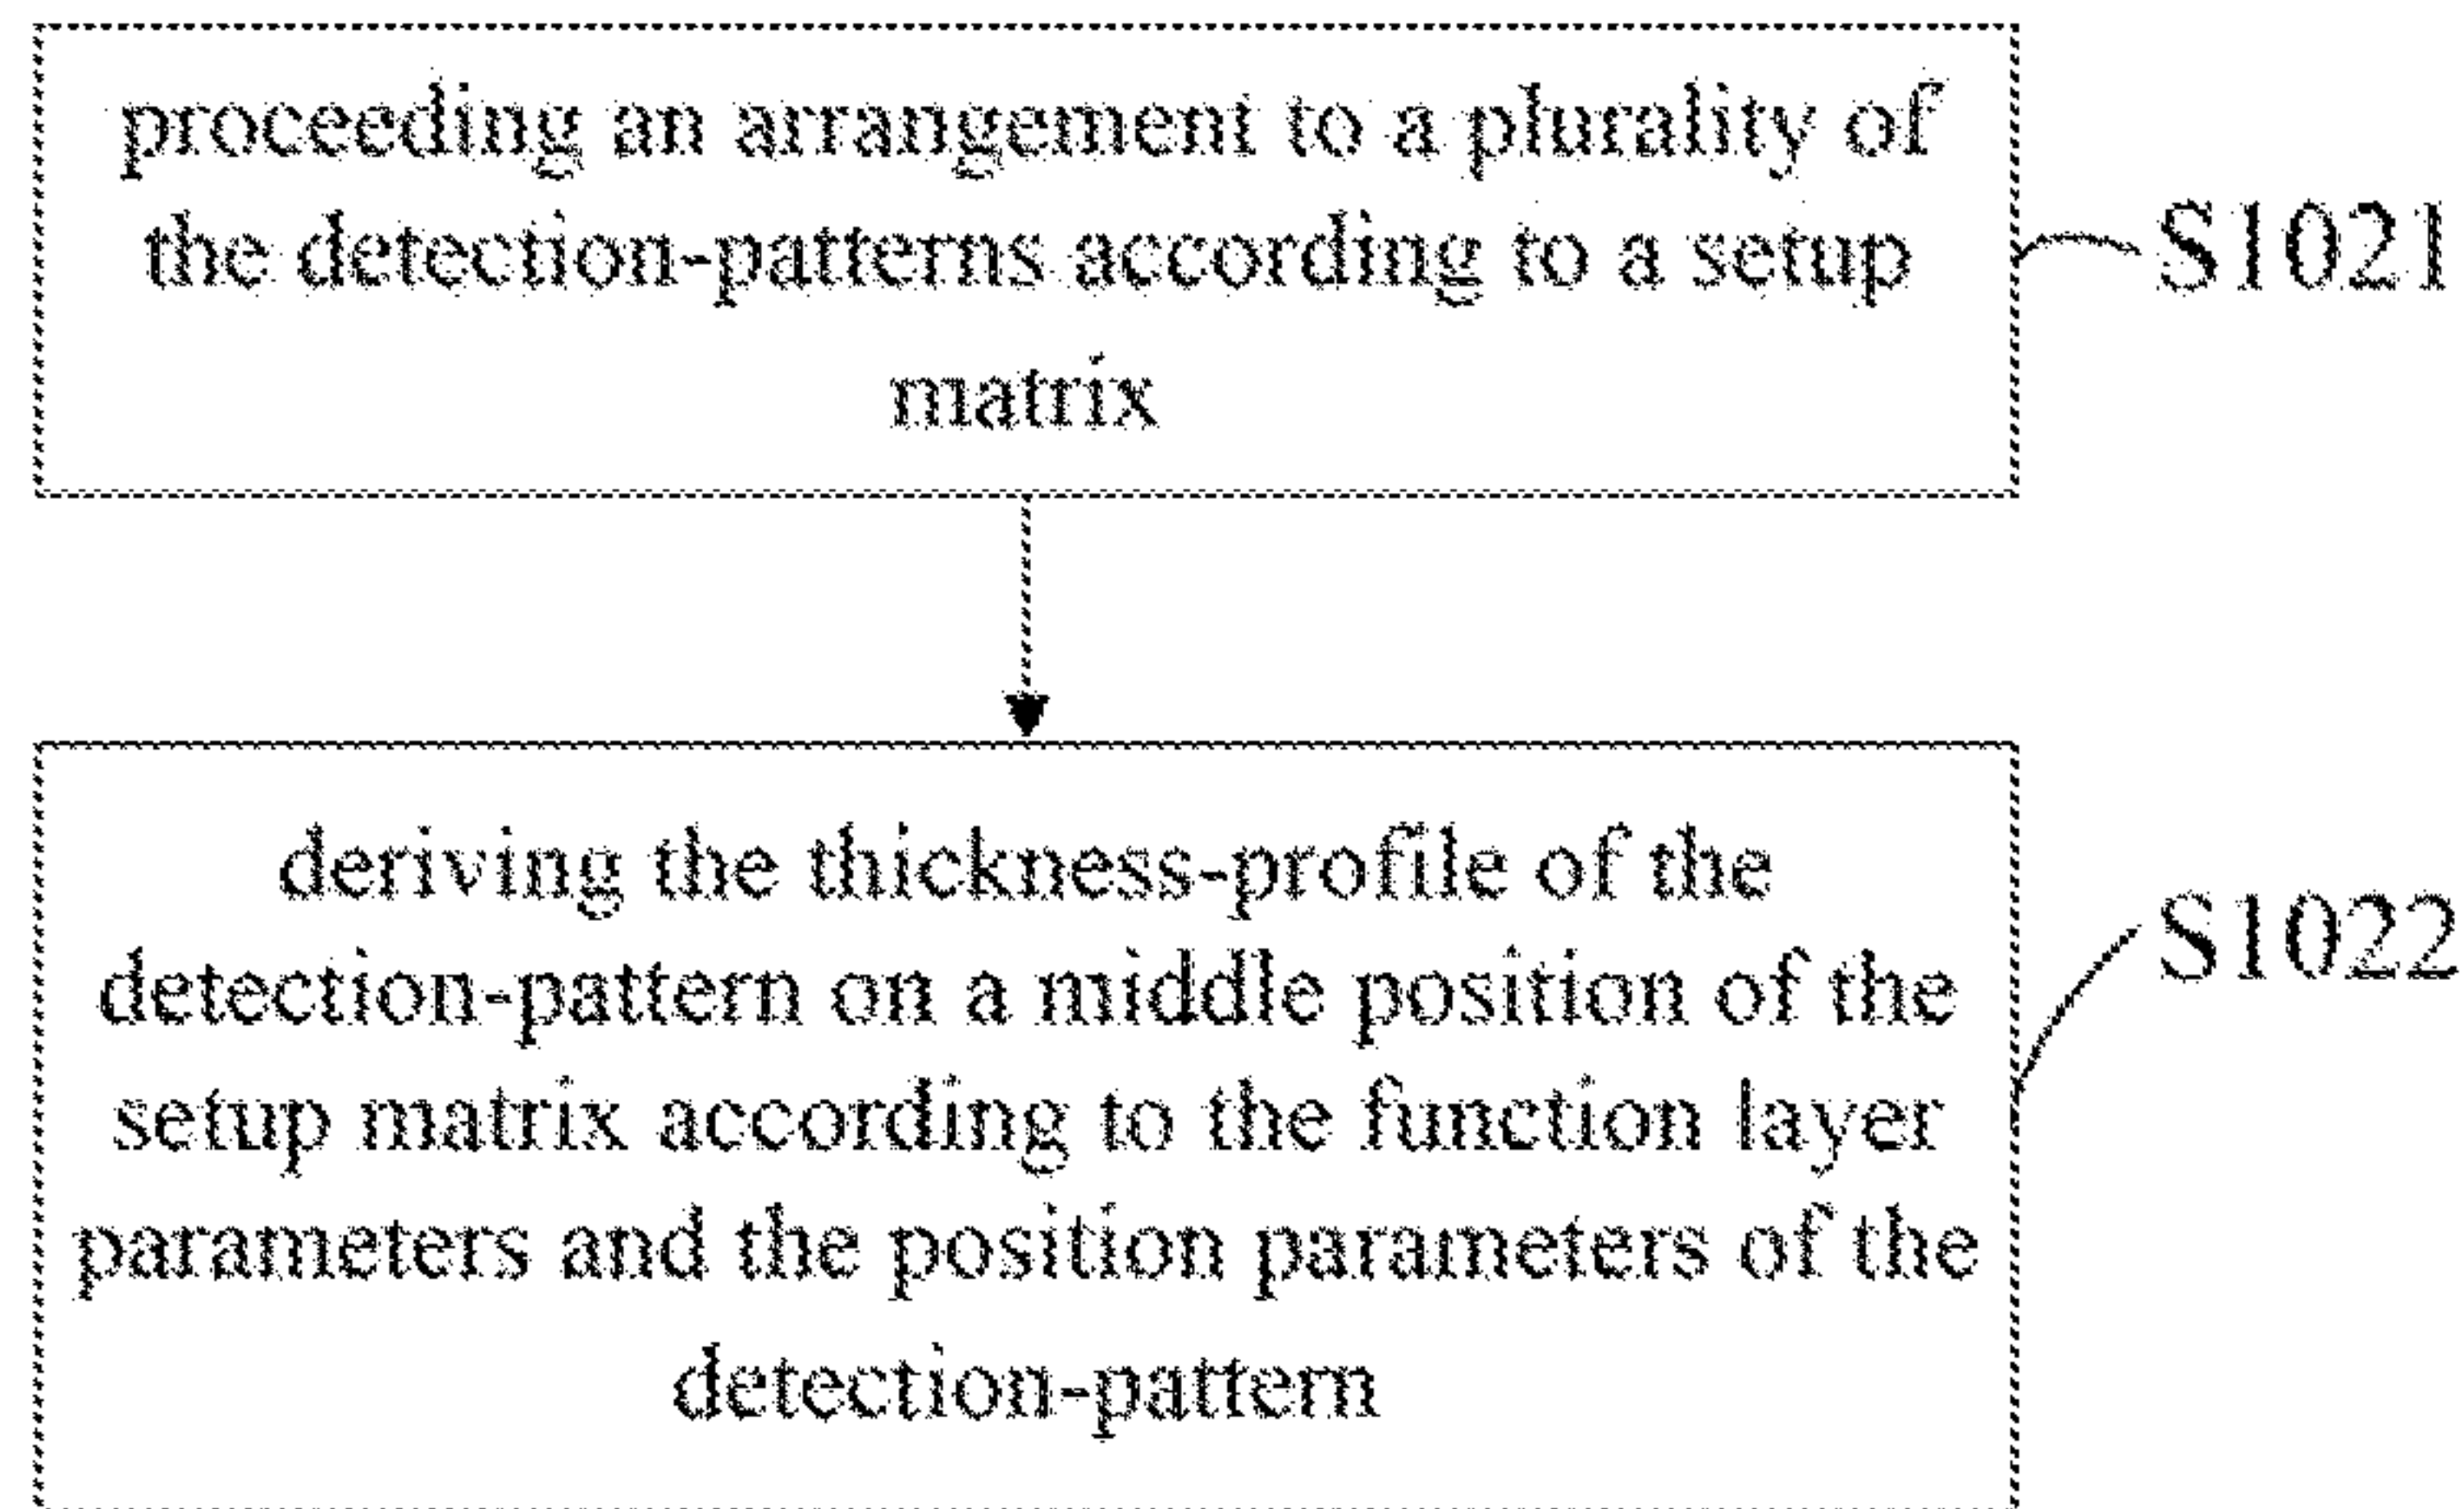 proceeding an arrangement to a plurality of
the detection-patterns according to a setup
matrix
S1021
deriving the thickness-profile of the
detection-pattern on a middle position of the
setup matrix according to the function layer
parameters and the position parameters of the
detection-pattern
S1022